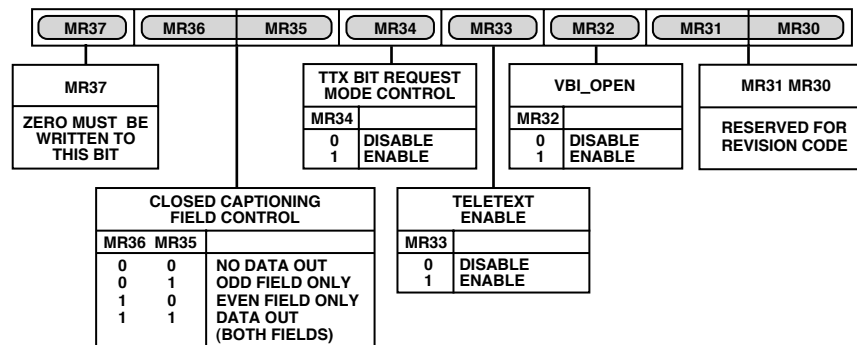 MR37 MR36 MR35 MR34 MR33 MR32 MR31 MR30
MR37
ZERO MUST BE
WRITTEN TO
THIS BIT
TTX BIT REQUEST
MODE CONTROL
MR34
0 DISABLE
1 ENABLE
VBI_OPEN
MR32
0 DISABLE
1 ENABLE
MR31 MR30
RESERVED FOR
REVISION CODE
CLOSED CAPTIONING
FIELD CONTROL
MR36 MR35
0 0 NO DATA OUT
0 1 ODD FIELD ONLY
1 0 EVEN FIELD ONLY
1 1 DATA OUT
(BOTH FIELDS)
TELETEXT
ENABLE
MR33
0 DISABLE
1 ENABLE